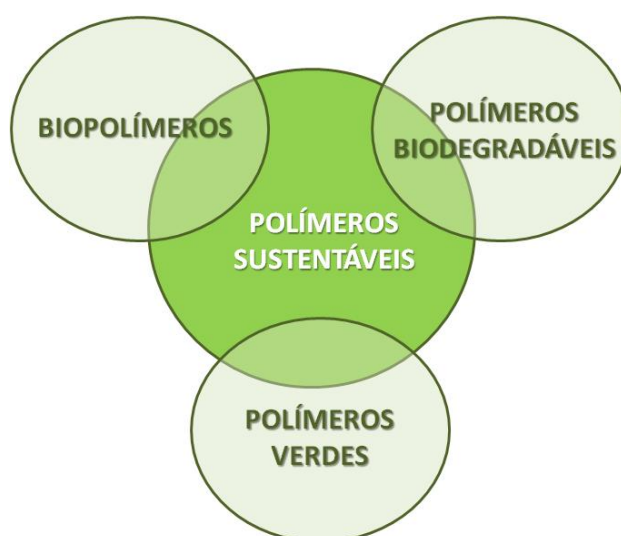 BIOPOLÍMEROS
POLÍMEROS
BIODEGRADÁVEIS
POLÍMEROS
SUSTENTÁVEIS
POLÍMEROS
VERDES